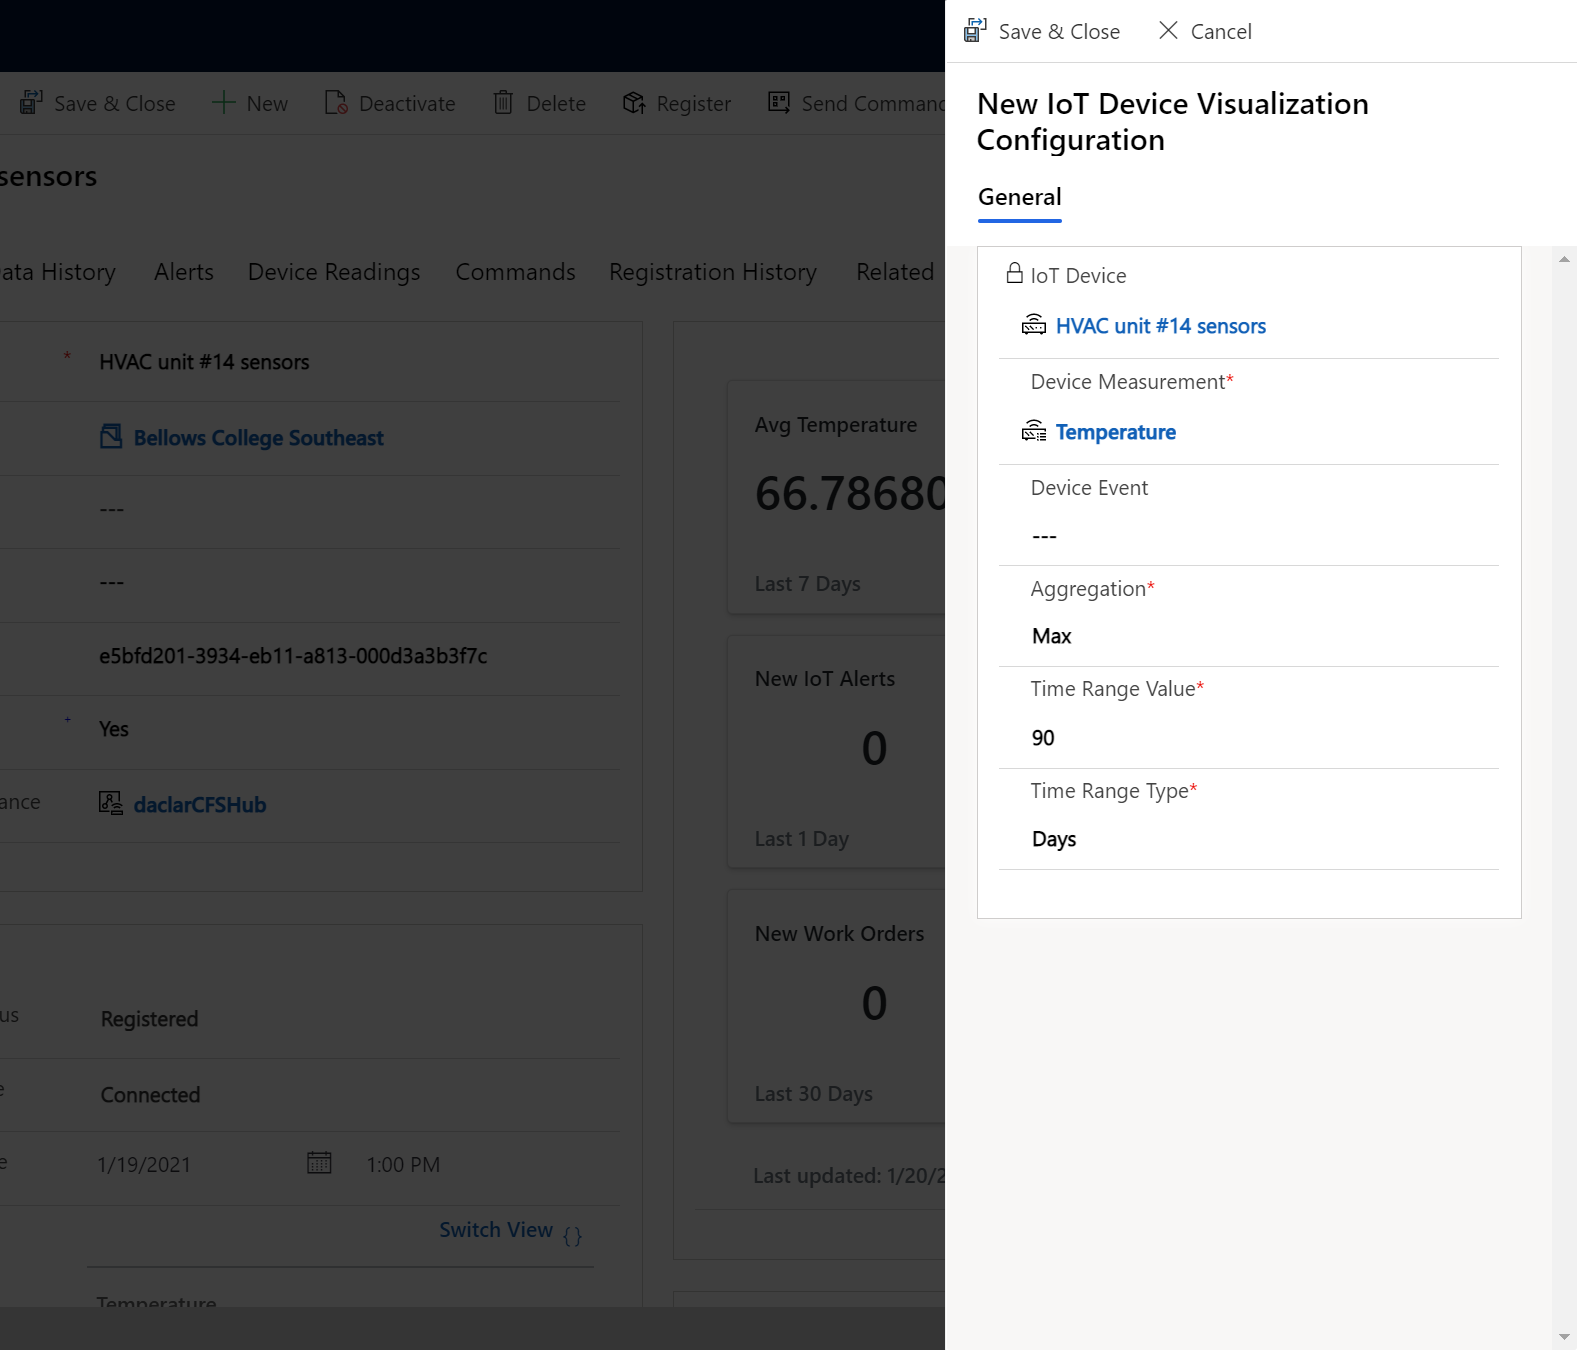 Save & Close
New
Deactivate
Delete
Register
Send Command
sensors
ata History
Alerts
Device Readings
Commands
Registration History
Related
* HVAC unit #14 sensors
Bellows College Southeast
---
---
e5bfd201-3934-eb11-a813-000d3a3b3f7c
+ Yes
ance
daclarCFSHub
us
Registered
e
Connected
e
1/19/2021
1:00 PM
Switch View {}
Temperature
Avg Temperature
66.78680
Last 7 Days
New IoT Alerts
0
Last 1 Day
New Work Orders
0
Last 30 Days
Last updated: 1/20/2
Save & Close
Cancel
New IoT Device Visualization
Configuration
General
IoT Device
HVAC unit #14 sensors
Device Measurement*
Temperature
Device Event
---
Aggregation*
Max
Time Range Value*
90
Time Range Type*
Days